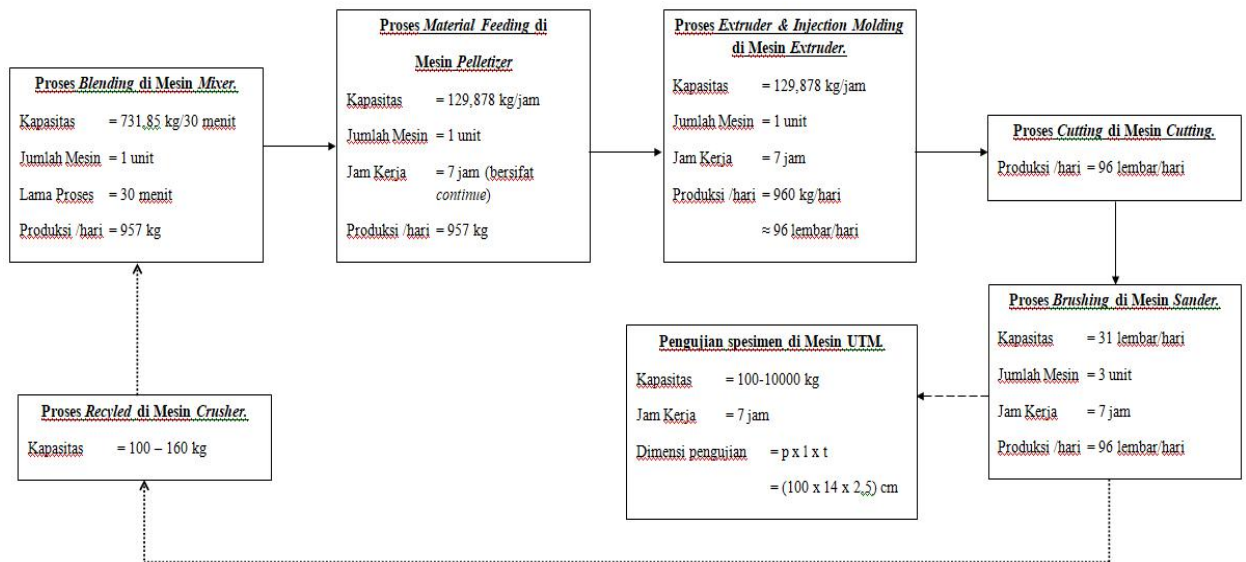 Proses Blending di Mesin Mixer.
Kapasitas = 731,85 kg/30 menit
Jumlah Mesin = 1 unit
Lama Proses = 30 menit
Produksi /hari = 957 kg
Proses Material Feeding di
Mesin Pelletizer
Kapasitas = 129,878 kg/jam
Jumlah Mesin = 1 unit
Jam Kerja = 7 jam (bersifat
continue)
Produksi /hari = 957 kg
Proses Extruder & Injection Molding
di Mesin Extruder.
Kapasitas = 129,878 kg/jam
Jumlah Mesin = 1 unit
Jam Kerja = 7 jam
Produksi /hari = 960 kg/hari
≈ 96 lembar/hari
Proses Cutting di Mesin Cutting.
Produksi /hari = 96 lembar/hari
Proses Brushing di Mesin Sander.
Kapasitas = 31 lembar/hari
Jumlah Mesin = 3 unit
Jam Kerja = 7 jam
Produksi /hari = 96 lembar/hari
Pengujian spesimen di Mesin UTM.
Kapasitas = 100-10000 kg
Jam Kerja = 7 jam
Dimensi pengujian = p x l x t
= (100 x 14 x 2,5) cm
Proses Recyled di Mesin Crusher.
Kapasitas = 100 – 160 kg